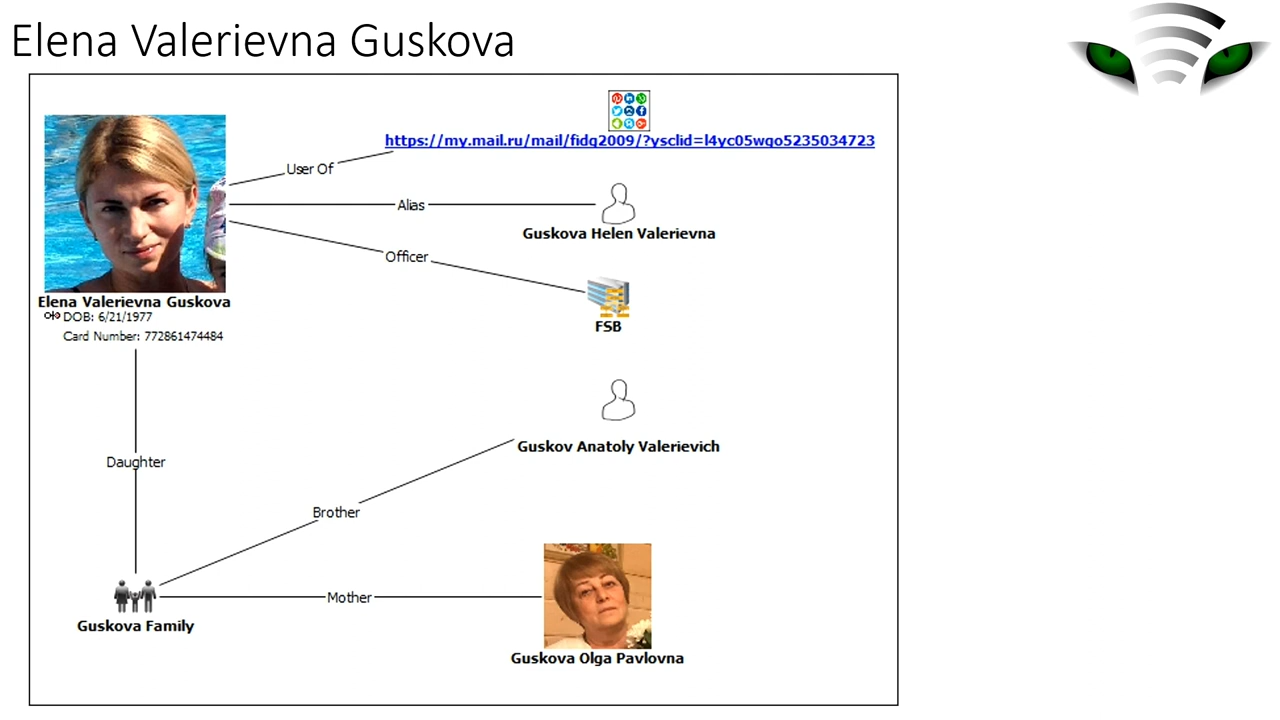 Elena Valerievna Guskova
https://my.mail.ru/mail/fidg2009/?ysclid=l4yc05wgo5235034723
User Of
Alias
Guskova Helen Valerievna
Officer
FSB
Elena Valerievna Guskova
DOB: 6/21/1977
Card Number: 772861474484
Guskov Anatoly Valerievich
Daughter
Brother
Mother
Guskova Family
Guskova Olga Pavlovna